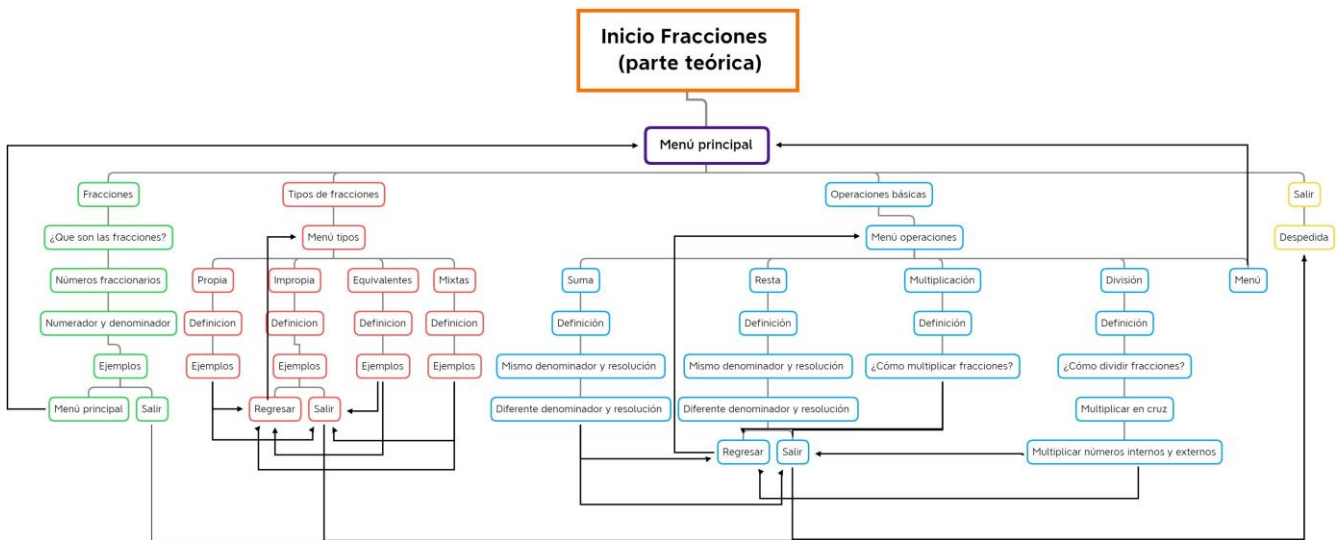 Inicio Fracciones
(parte teórica)
Menú principal
Fracciones
Tipos de fracciones
Operaciones básicas
Salir
¿Que son las fracciones?
Menú tipos
Menú operaciones
Despedida
Números fraccionarios
Propia
Impropia
Equivalentes
Mixtas
Suma
Resta
Multiplicación
División
Menú
Numerador y denominador
Definicion
Definicion
Definicion
Definicion
Definición
Definición
Definición
Definición
Ejemplos
Ejemplos
Ejemplos
Ejemplos
Ejemplos
Mismo denominador y resolución
Mismo denominador y resolución
¿Cómo multiplicar fracciones?
¿Cómo dividir fracciones?
Menú principal
Salir
Regresar
Salir
Diferente denominador y resolución
Diferente denominador y resolución
Multiplicar en cruz
Regresar
Salir
Multiplicar números internos y externos